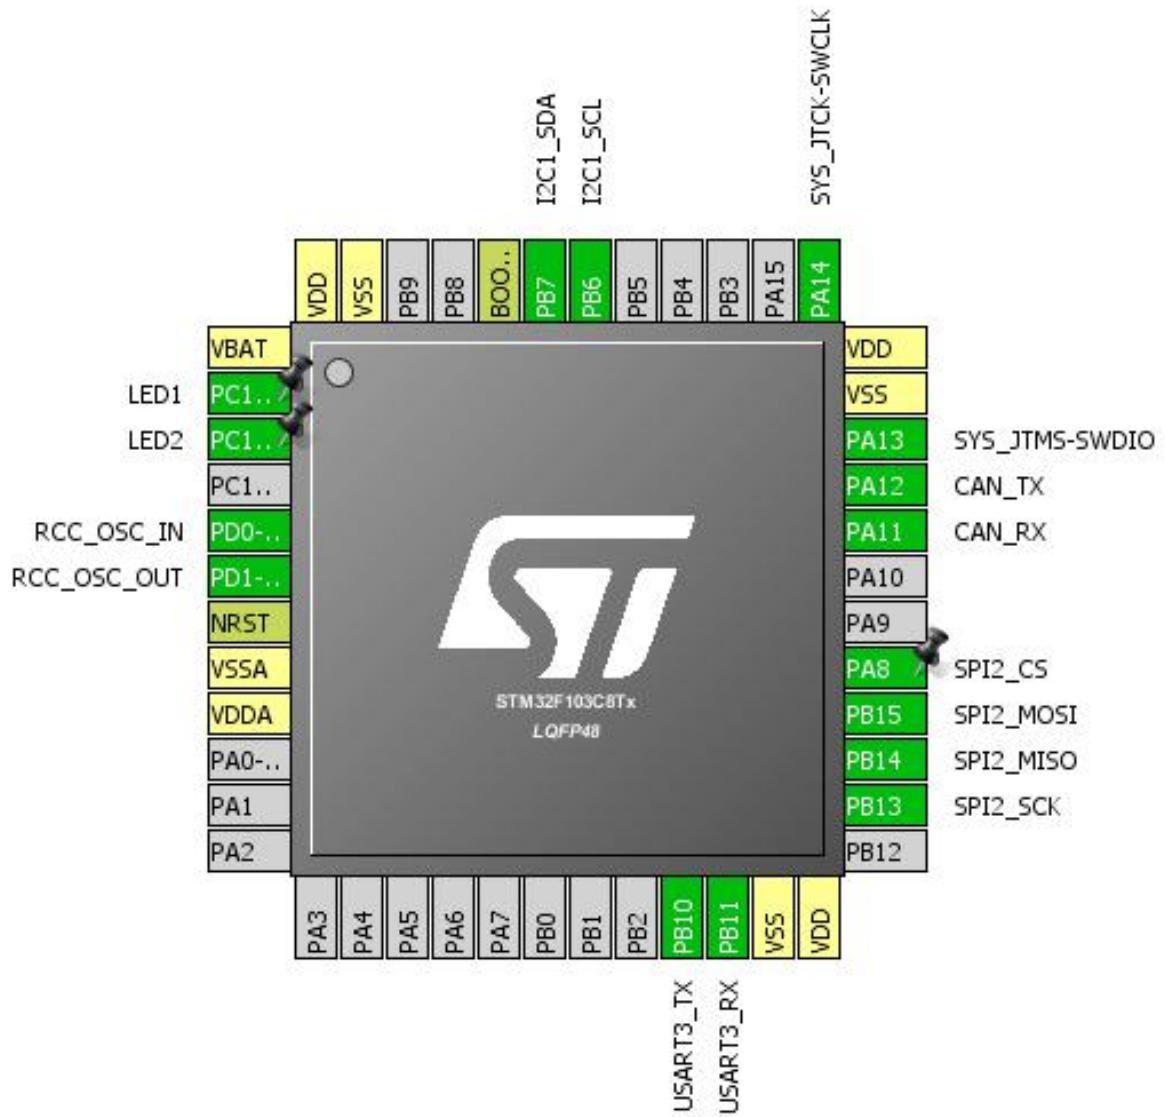 I2C1_SDA
I2C1_SCL
SYS_JTCK-SWCLK
VDD
VSS
PB9
PB8
BOO..
PB7
PB6
PB5
PB4
PB3
PA15
PA14
VBAT
LED1 PC1..
LED2 PC1..
PC1..
RCC_OSC_IN PD0-..
RCC_OSC_OUT PD1-..
NRST
VSSA
VDDA
PA0-..
PA1
PA2
STM32F103C8Tx
LQFP48
VDD
VSS
PA13 SYS_JTMS-SWDIO
PA12 CAN_TX
PA11 CAN_RX
PA10
PA9
PA8 SPI2_CS
PB15 SPI2_MOSI
PB14 SPI2_MISO
PB13 SPI2_SCK
PB12
PA3
PA4
PA5
PA6
PA7
PB0
PB1
PB2
PB10
PB11
VSS
VDD
USART3_TX
USART3_RX